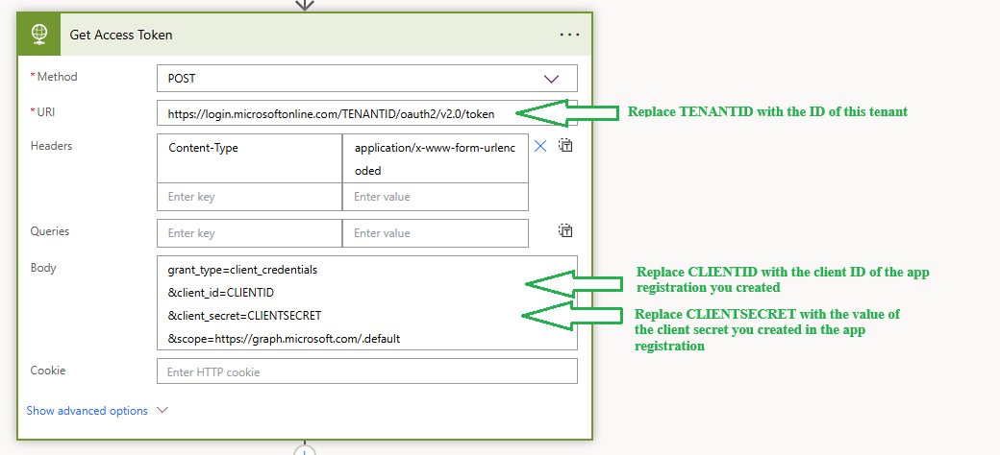 Get Access Token
...
* Method
POST
* URI
https://login.microsoftonline.com/TENANTID/oauth2/v2.0/token
Replace TENANTID with the ID of this tenant
Headers
Content-Type
application/x-www-form-urlenc
oded
Enter key
Enter value
Queries
Enter key
Enter value
Body
grant_type=client_credentials
&client_id=CLIENTID
&client_secret=CLIENTSECRET
&scope=https://graph.microsoft.com/.default
Replace CLIENTID with the client ID of the app
registration you created
Replace CLIENTSECRET with the value of
the client secret you created in the app
registration
Cookie
Enter HTTP cookie
Show advanced options